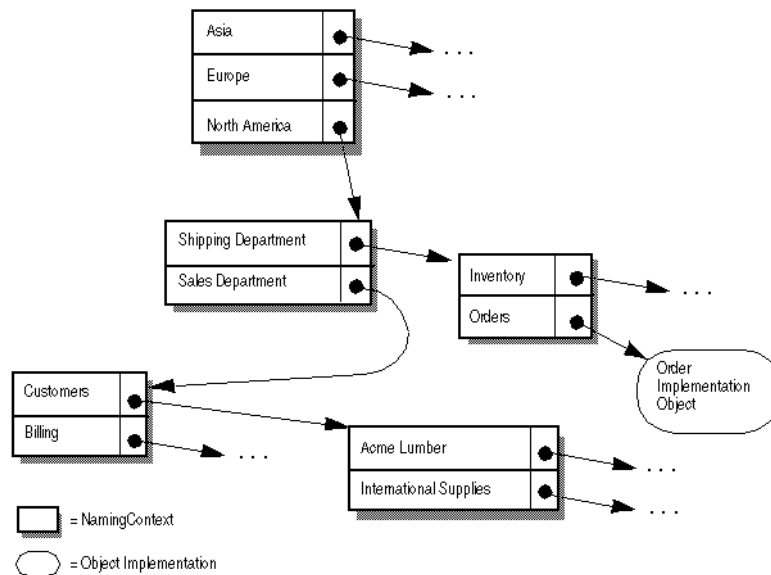 Asia
. . .
Europe
. . .
North America
Shipping Department
Sales Department
Inventory
. . .
Orders
Order
Implementation
Object
Customers
Billing
. . .
Acme Lumber
. . .
International Supplies
. . .
= NamingContext
= Object Implementation